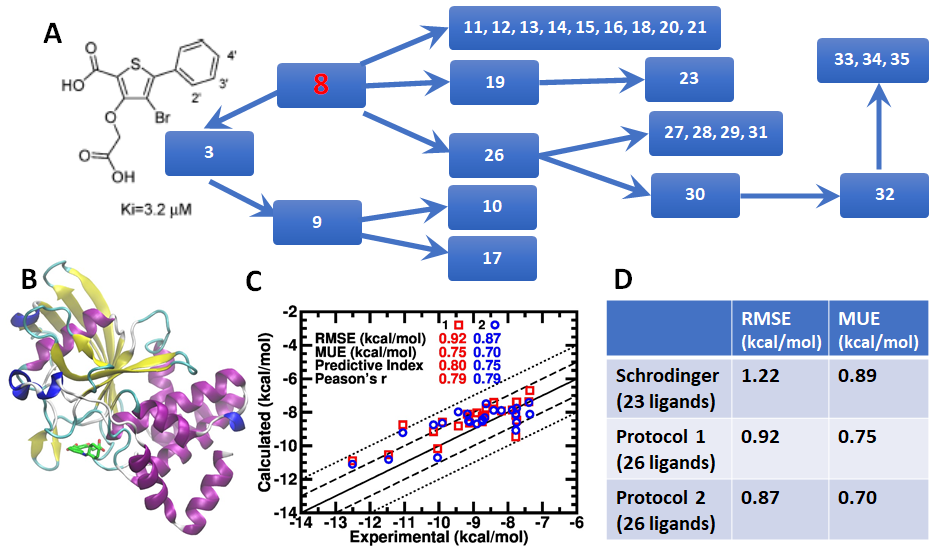 A
S
O
HO
4'
3'
2'
Br
O
O
OH
Ki=3.2 µM
8
11, 12, 13, 14, 15, 16, 18, 20, 21
19
23
33, 34, 35
3
26
27, 28, 29, 31
30
32
9
10
17
B
C
1 2
RMSE (kcal/mol) 0.92 0.87
MUE (kcal/mol) 0.75 0.70
Predictive Index 0.80 0.75
Peason's r 0.79 0.79
Calculated (kcal/mol)
-2
-4
-6
-8
-10
-12
-14
-14 -13 -12 -11 -10 -9 -8 -7 -6
Experimental (kcal/mol)
D
RMSE MUE
(kcal/mol) (kcal/mol)
Schrodinger 1.22 0.89
(23 ligands)
Protocol 1 0.92 0.75
(26 ligands)
Protocol 2 0.87 0.70
(26 ligands)